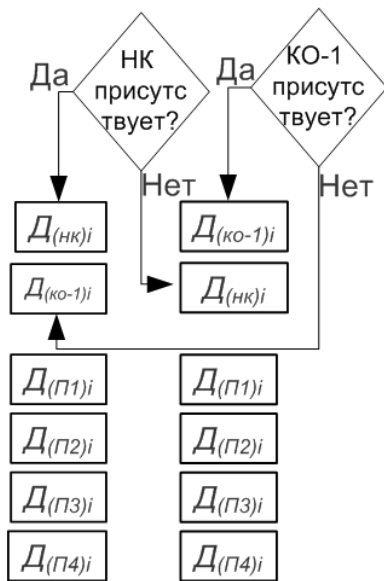 НК
присутс
твует?
КО-1
присутс
твует?
Да
Да
Нет
Нет
Д(нк)i
Д(ко-1)i
Д(ко-1)i
Д(нк)i
Д(П1)i
Д(П1)i
Д(П2)i
Д(П2)i
Д(П3)i
Д(П3)i
Д(П4)i
Д(П4)i